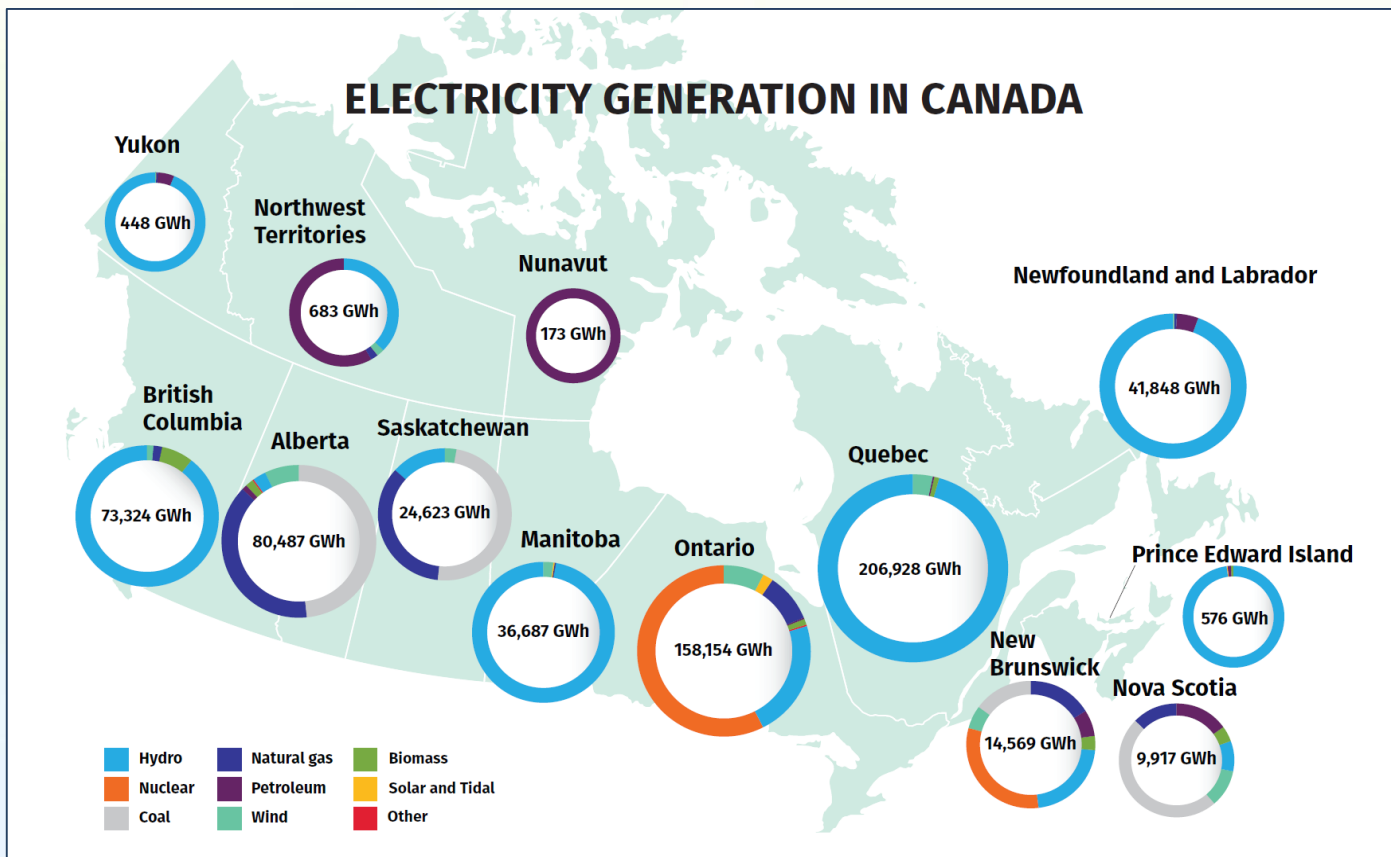 ELECTRICITY GENERATION IN CANADA
Yukon
448 GWh
Northwest
Territories
683 GWh
Nunavut
173 GWh
Newfoundland and Labrador
41,848 GWh
British
Columbia
73,324 GWh
Alberta
80,487 GWh
Saskatchewan
24,623 GWh
Manitoba
36,687 GWh
Ontario
158,154 GWh
Quebec
206,928 GWh
Prince Edward Island
576 GWh
New
Brunswick
14,569 GWh
Nova Scotia
9,917 GWh
Hydro
Natural gas
Biomass
Nuclear
Petroleum
Solar and Tidal
Coal
Wind
Other